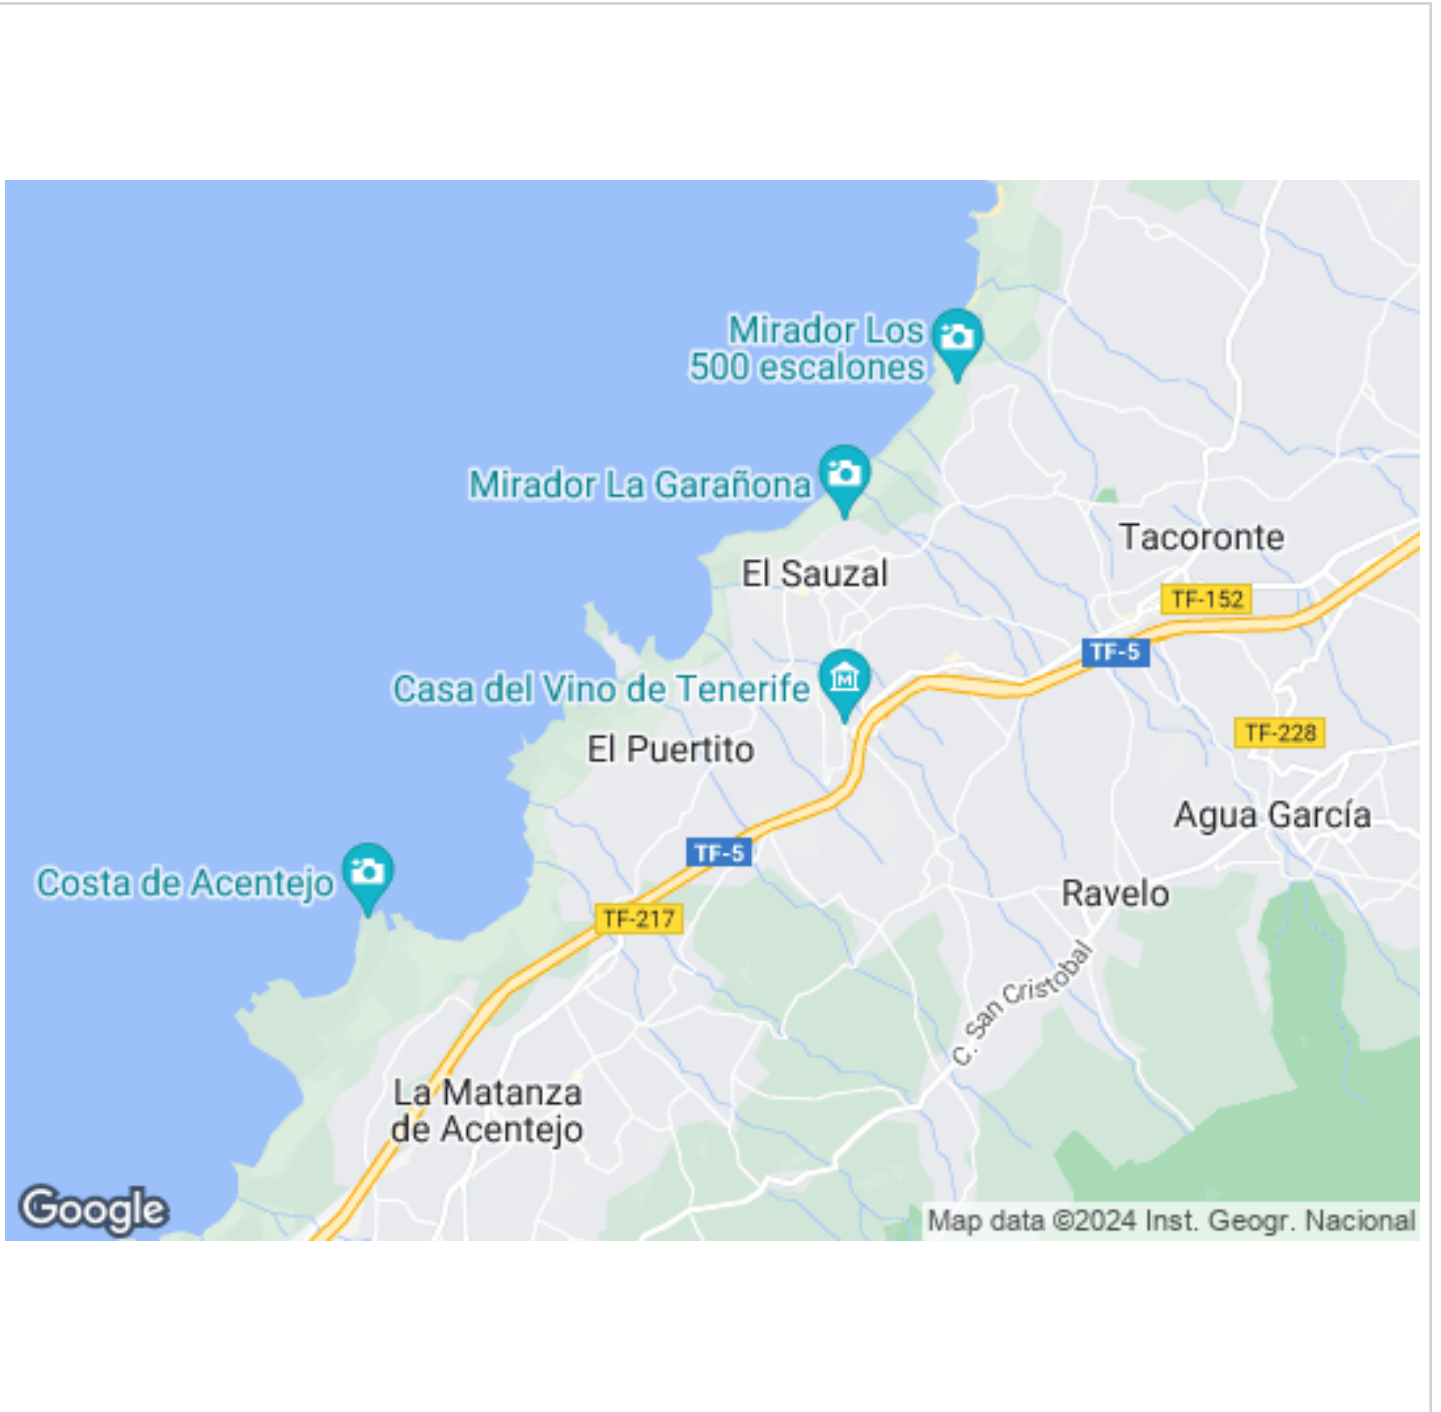 Mirador Los
500 escalones
Mirador La Garañona
Tacoronte
El Sauzal
TF-152
TF-5
Casa del Vino de Tenerife
M
TF-228
El Puertito
Agua García
TF-5
Costa de Acentejo
Ravelo
TF-217
C. San Cristobal
La Matanza
de Acentejo
Google
Map data ©2024 Inst. Geogr. Nacional